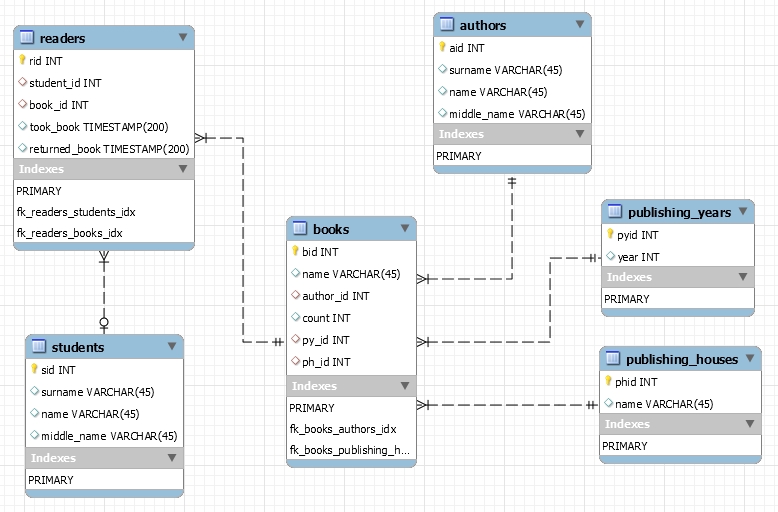 readers
rid INT
student_id INT
book_id INT
took_book TIMESTAMP(200)
returned_book TIMESTAMP(200)
Indexes
PRIMARY
fk_readers_students_idx
fk_readers_books_idx
authors
aid INT
surname VARCHAR(45)
name VARCHAR(45)
middle_name VARCHAR(45)
Indexes
PRIMARY
books
bid INT
name VARCHAR(45)
author_id INT
count INT
py_id INT
ph_id INT
Indexes
PRIMARY
fk_books_authors_idx
fk_books_publishing_h...
publishing_years
pyid INT
year INT
Indexes
PRIMARY
students
sid INT
surname VARCHAR(45)
name VARCHAR(45)
middle_name VARCHAR(45)
Indexes
PRIMARY
publishing_houses
phid INT
name VARCHAR(45)
Indexes
PRIMARY